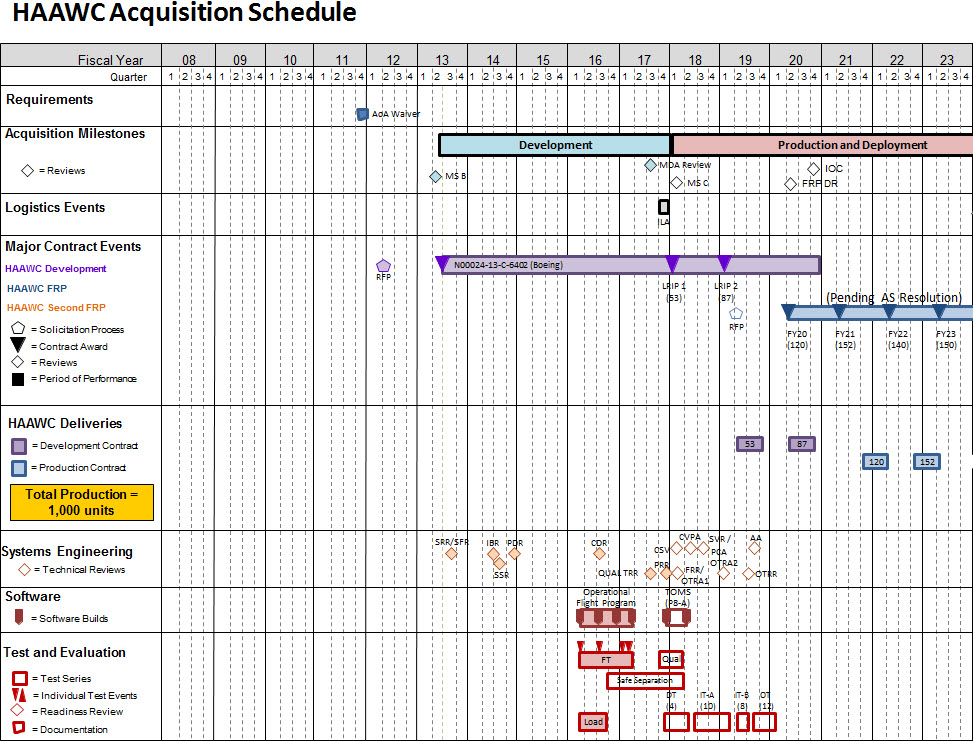 HAAWC Acquisition Schedule
Fiscal Year 08 09 10 11 12 13 14 15 16 17 18 19 20 21 22 23
Quarter 1 2 3 4 1 2 3 4 1 2 3 4 1 2 3 4 1 2 3 4 1 2 3 4 1 2 3 4 1 2 3 4 1 2 3 4 1 2 3 4 1 2 3 4 1 2 3 4 1 2 3 4 1 2 3 4 1 2 3 4 1 2 3 4
Requirements
AoA Waiver
Acquisition Milestones
Development
Production and Deployment
= Reviews
MS B
MDA Review
MS C
IOC
FRP DR
Logistics Events
ILA
Major Contract Events
HAAWC Development
HAAWC FRP
HAAWC Second FRP
= Solicitation Process
= Contract Award
= Reviews
= Period of Performance
RFP
N00024-13-C-6402 (Boeing)
LRIP 1
(53)
LRIP 2
(87)
RFP
(Pending AS Resolution)
FY20
(120)
FY21
(152)
FY22
(140)
FY23
(150)
HAAWC Deliveries
= Development Contract
= Production Contract
Total Production =
1,000 units
53
87
120
152
Systems Engineering
= Technical Reviews
SRR/SFR
IBR
PDR
SSR
CDR
CSV
CVPA
SVR /
PCA
AA
QUAL TRR
PRR
FRR/
OTRA1
OTRA2
OTRR
Software
= Software Builds
Operational
Flight Program
TOMS
(P8-A)
Test and Evaluation
= Test Series
= Individual Test Events
= Readiness Review
= Documentation
FT
Qual
Safe Separation
Load
DT
(4)
IT-A
(10)
IT-B
(8)
OT
(12)